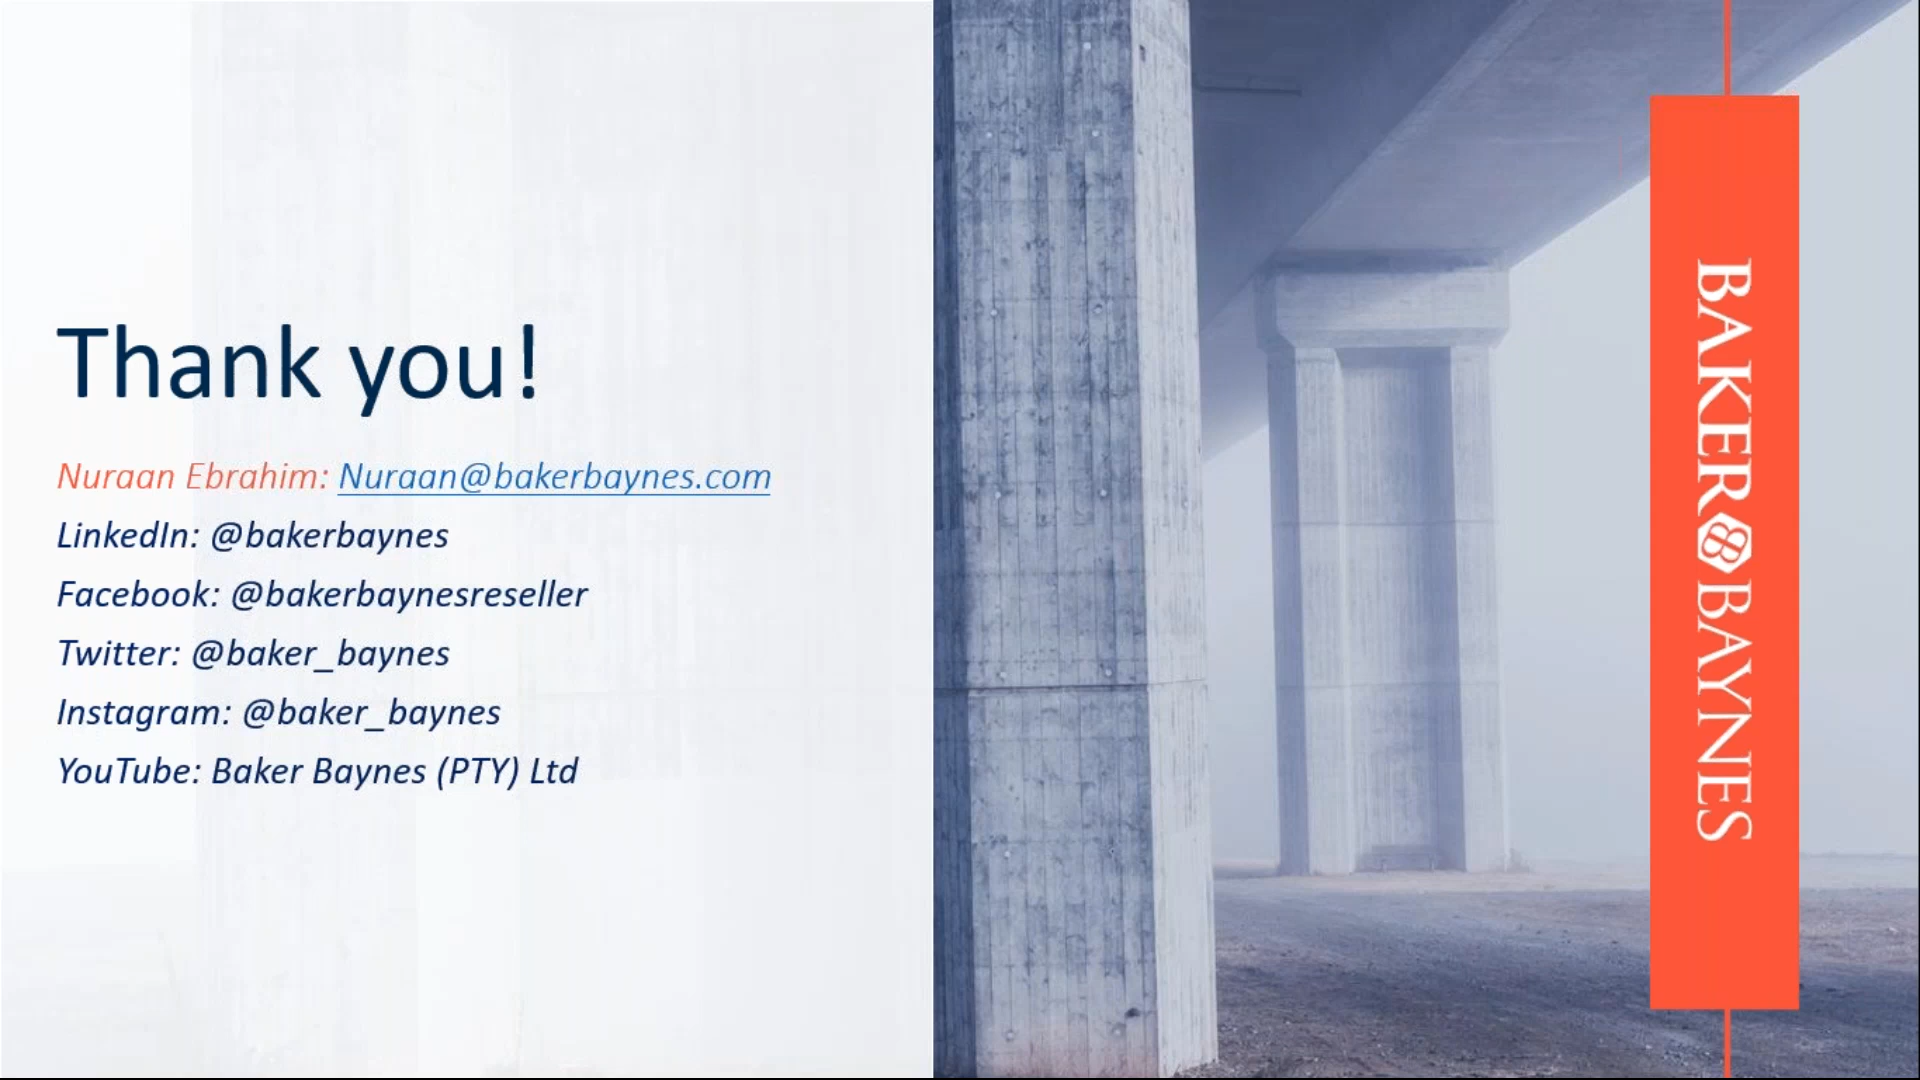 Thank you!
Nuraan Ebrahim: Nuraan@bakerbaynes.com
LinkedIn: @bakerbaynes
Facebook: @bakerbaynesreseller
Twitter: @baker_baynes
Instagram: @baker_baynes
YouTube: Baker Baynes (PTY) Ltd
BAKER BAYNES